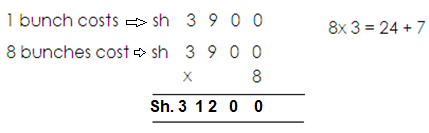 1 bunch costs ⇨ sh 3 9 0 0
8 bunches cost ⇨ sh 3 9 0 0
x 8
Sh. 3 1 2 0 0
8x 3 = 24 + 7